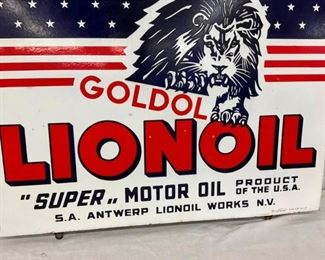 GOLDOL
LIONOIL
"SUPER„ MOTOR OIL PRODUCT
OF THE U.S.A.
S.A. ANTWERP LIONOIL WORKS N.V.